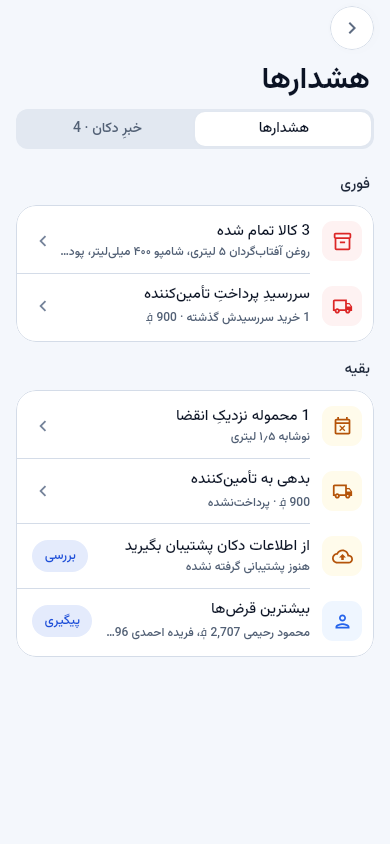 هشدارها
هشدارها
خبرِ دکان · 4
فوری
3 کالا تمام شده
روغن آفتاب‌گردان ۵ لیتری، شامپو ۴۰۰ میلی‌لیتر، پود...
سررسیدِ پرداختِ تأمین‌کننده
1 خرید سررسیدش گذشته · 900 ؋
بقیه
1 محموله نزدیکِ انقضا
نوشابه ۱٫۵ لیتری
بدهی به تأمین‌کننده
900 ؋ · پرداخت‌نشده
از اطلاعات دکان پشتیبان بگیرید
هنوز پشتیبانی گرفته نشده
بررسی
بیشترین قرض‌ها
محمود رحیمی 2,707 ؋، فریده احمدی 96...
پیگیری